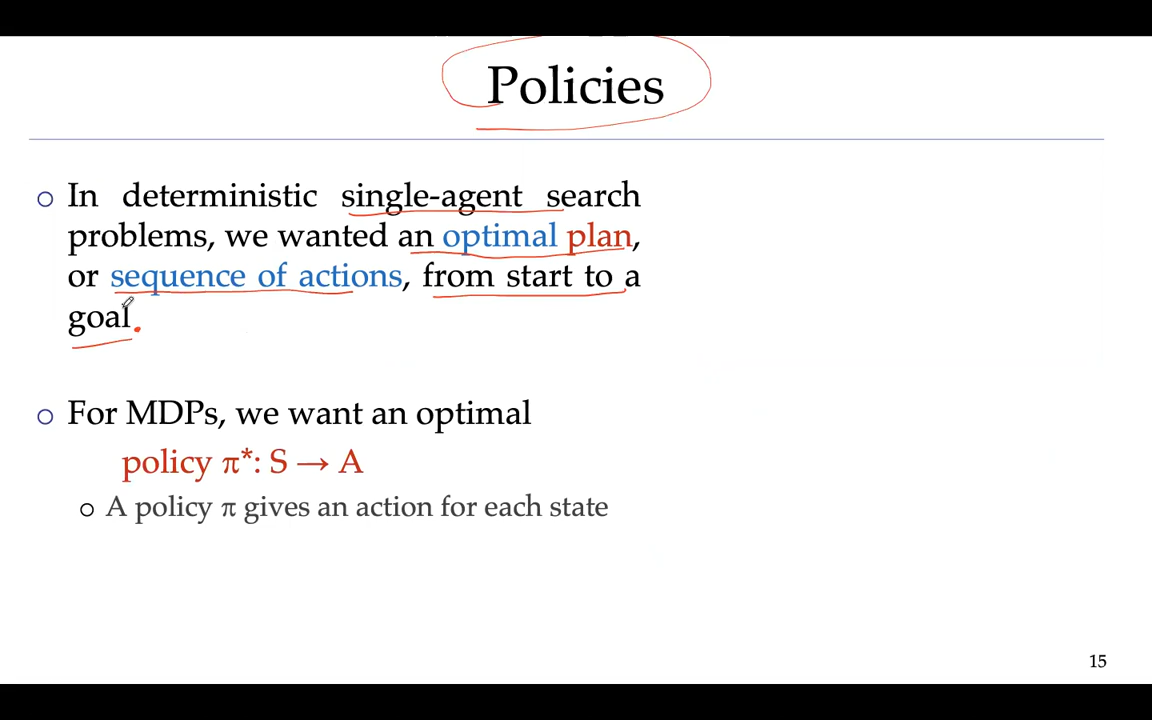 Policies
In deterministic single-agent search
problems, we wanted an optimal plan,
or sequence of actions, from start to a
goal.
For MDPs, we want an optimal
policy π*: S → A
A policy π gives an action for each state
15